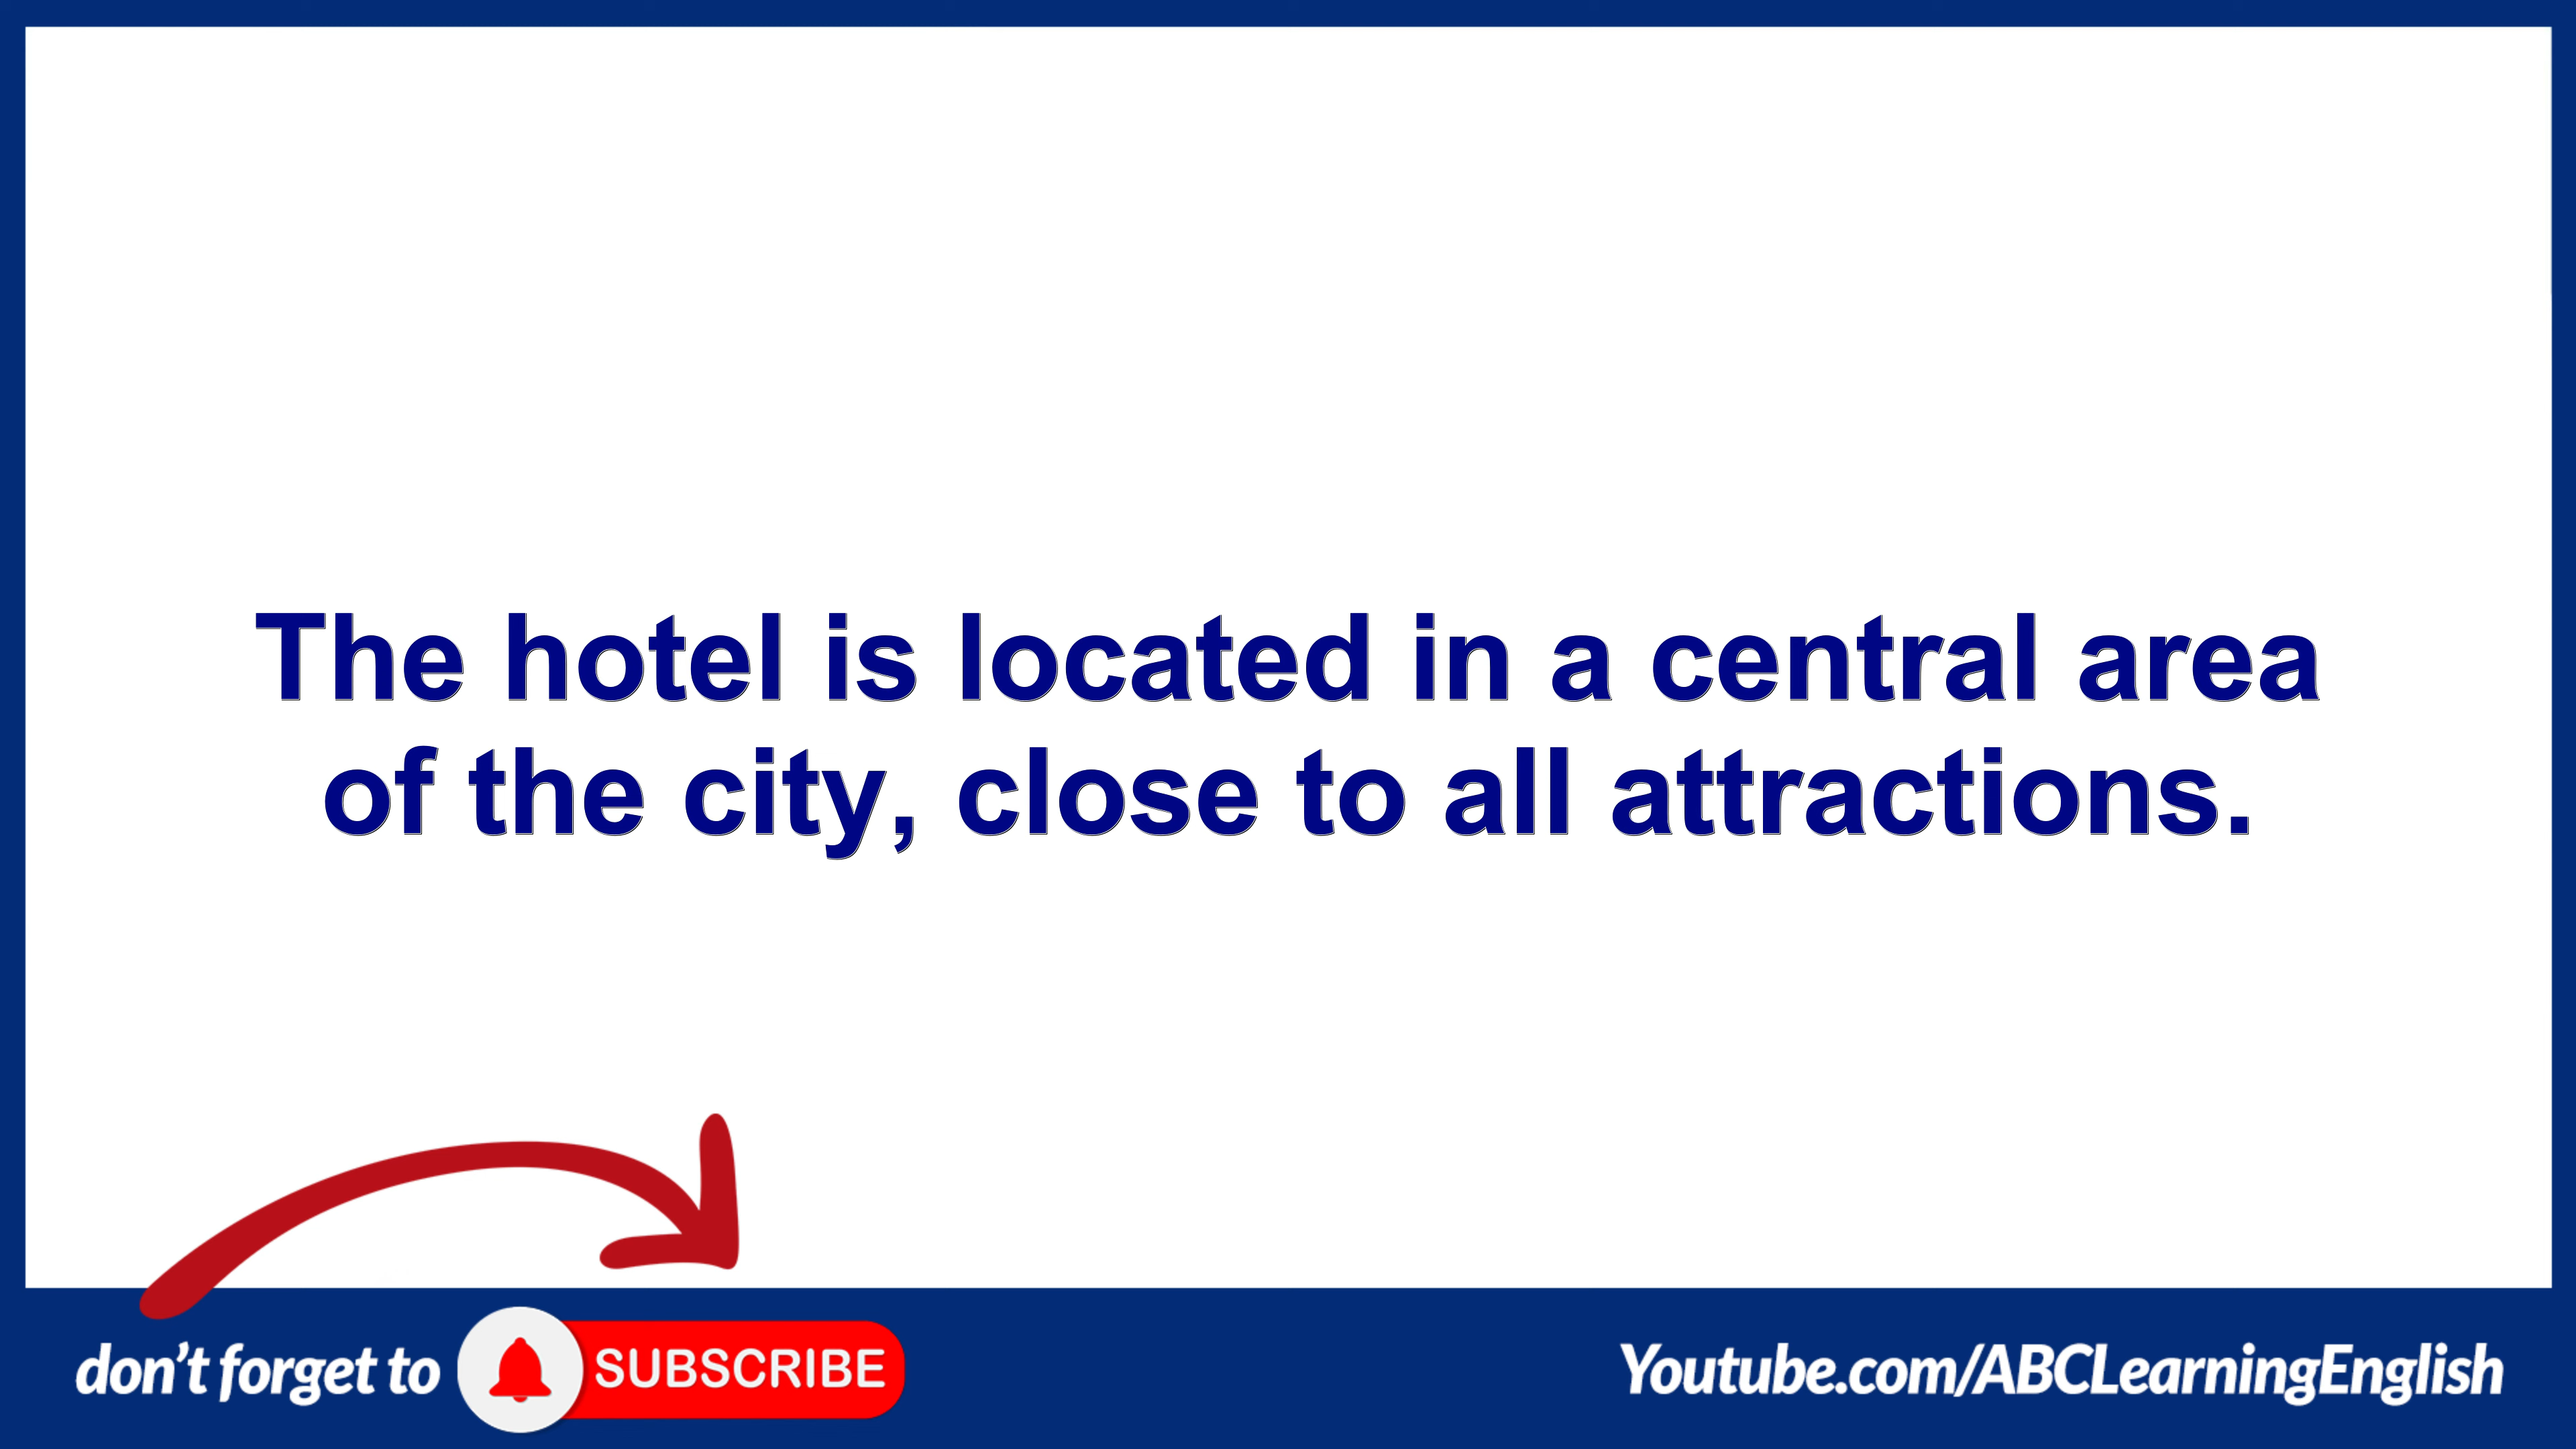 The hotel is located in a central area
of the city, close to all attractions.
don't forget to SUBSCRIBE Youtube.com/ABCLearningEnglish